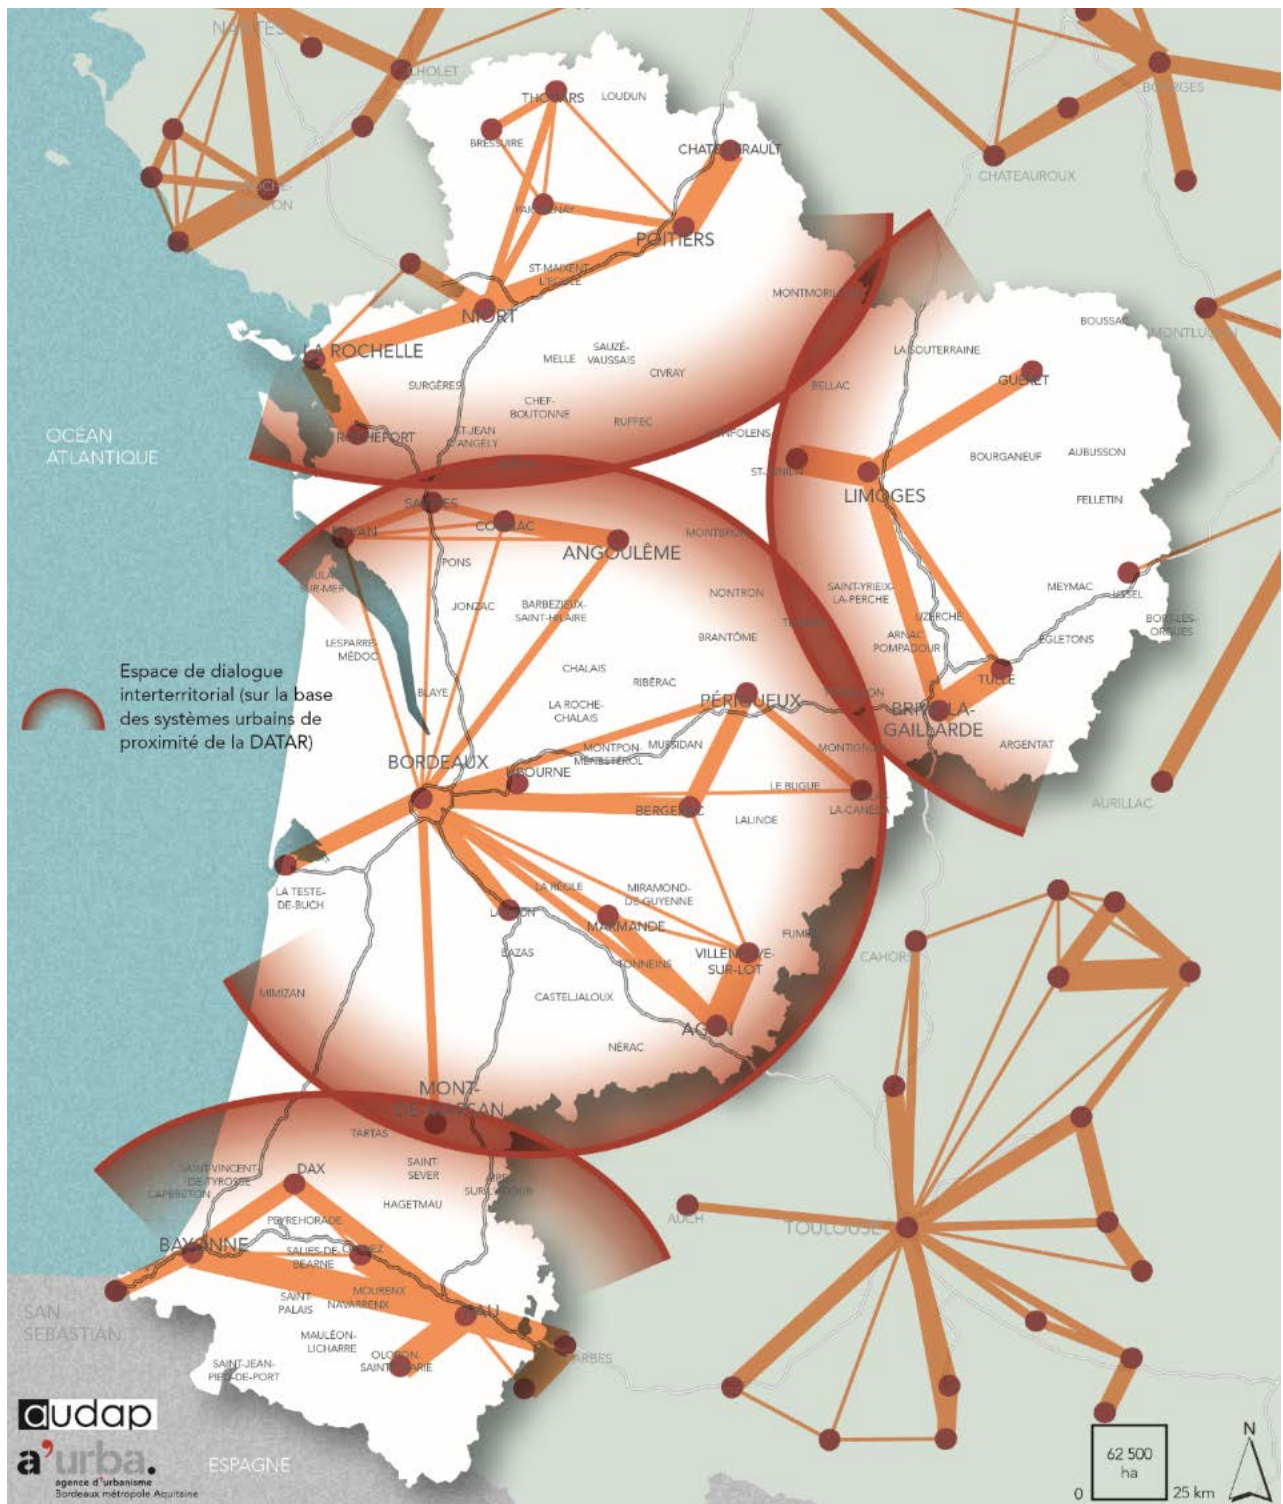 NANTES
CHOLET
THOUARS
LOUDUN
BRESSUIRE
CHATELLERAULT
BOURGES
CHATEAUROUX
PARTHENAY
POITIERS
ST-MAIXENT-
L'ECOLE
MONTMORILLON
NIORT
BOUSSAC
MONTLUÇON
LA ROCHELLE
MELLE
SAUZÉ-
VAUSSAIS
CIVRAY
LA SOUTERRAINE
GUÉRET
SURGÈRES
BELLAC
CHEF-
BOUTONNE
RUFFEC
OCÉAN
ATLANTIQUE
ROCHEFORT
ST-JEAN
D'ANGÉLY
CONFOLENS
BOURGANEUF
AUBUSSON
ST-JUNIEN
LIMOGES
FELLETIN
SAINTES
ROYAN
COGNAC
ANGOULÊME
MONTBRON
PONS
JONZAC
BARBEZIEUX-
SAINT-HILAIRE
NONTRON
SAINT-YRIEIX-
LA-PERCHE
MEYMAC
USSEL
UZERCHE
BORT-LES-
ORGUES
LESPARRE-
MÉDOC
BRANTÔME
ARNAC
POMPADOUR
ÉGLETONS
CHALAIS
RIBÉRAC
TULLE
Espace de dialogue
interterritorial (sur la base
des systèmes urbains de
proximité de la DATAR)
BLAYE
LA ROCHE-
CHALAIS
PÉRIGUEUX
BRIVE-LA-
GAILLARDE
MONTPON-
MÉNESTÉROL
MUSSIDAN
MONTIGNAC
ARGENTAT
BORDEAUX
LIBOURNE
LE BUGUE
BERGERAC
LALINDE
LA-CANÉDA
AURILLAC
LA TESTE-
DE-BUCH
LA RÉOLE
MIRAMOND-
DE-GUYENNE
LANGON
MARMANDE
FUMEL
BAZAS
TONNEINS
VILLENEUVE-
SUR-LOT
CAHORS
MIMIZAN
CASTELJALOUX
AGEN
NÉRAC
MONT-
DE-MARSAN
TARTAS
SAINT-VINCENT-
DE-TYROSSE
CAPBRETON
DAX
SAINT-
SEVER
AIRE-
SUR-L'ADOUR
HAGETMAU
PEYREHORADE
AUCH
TOULOUSE
BAYONNE
SALIES-DE-
BEARNE
ORTHEZ
MOURENX
NAVARRENX
SAINT-
PALAIS
PAU
SAN
SEBASTIAN
MAULÉON-
LICHARRE
OLORON-
SAINTE-MARIE
TARBES
SAINT-JEAN-
PIED-DE-PORT
audap
a'urba.
agence d'urbanisme
Bordeaux métropole Aquitaine
ESPAGNE
62 500
ha
0
25 km
N